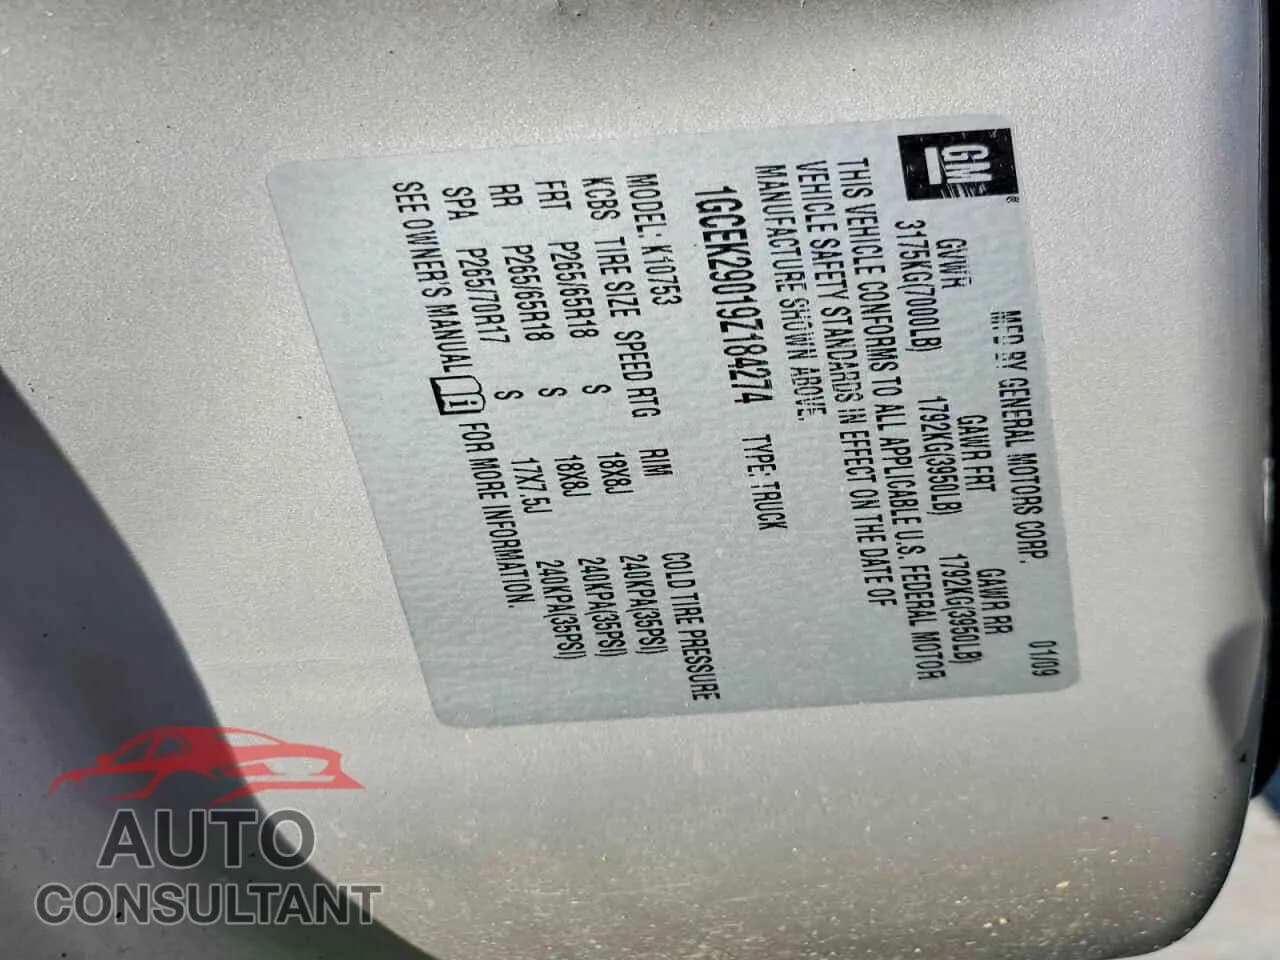 GM
MFD BY GENERAL MOTORS CORP. 01/09
GVWR GAWR FRT GAWR RR
3175KG(7000LB) 1792KG(3950LB) 1792KG(3950LB)
THIS VEHICLE CONFORMS TO ALL APPLICABLE U.S. FEDERAL MOTOR
VEHICLE SAFETY STANDARDS IN EFFECT ON THE DATE OF
MANUFACTURE SHOWN ABOVE.
1GCEK29019Z184274 TYPE: TRUCK
MODEL: K10753
KCBS TIRE SIZE SPEED RTG RIM COLD TIRE PRESSURE
FRT P265/65R18 S 18X8J 240KPA(35PSI)
RR P265/65R18 S 18X8J 240KPA(35PSI)
SPA P265/70R17 S 17X7.5J 240KPA(35PSI)
SEE OWNER'S MANUAL FOR MORE INFORMATION.
AUTO
CONSULTANT